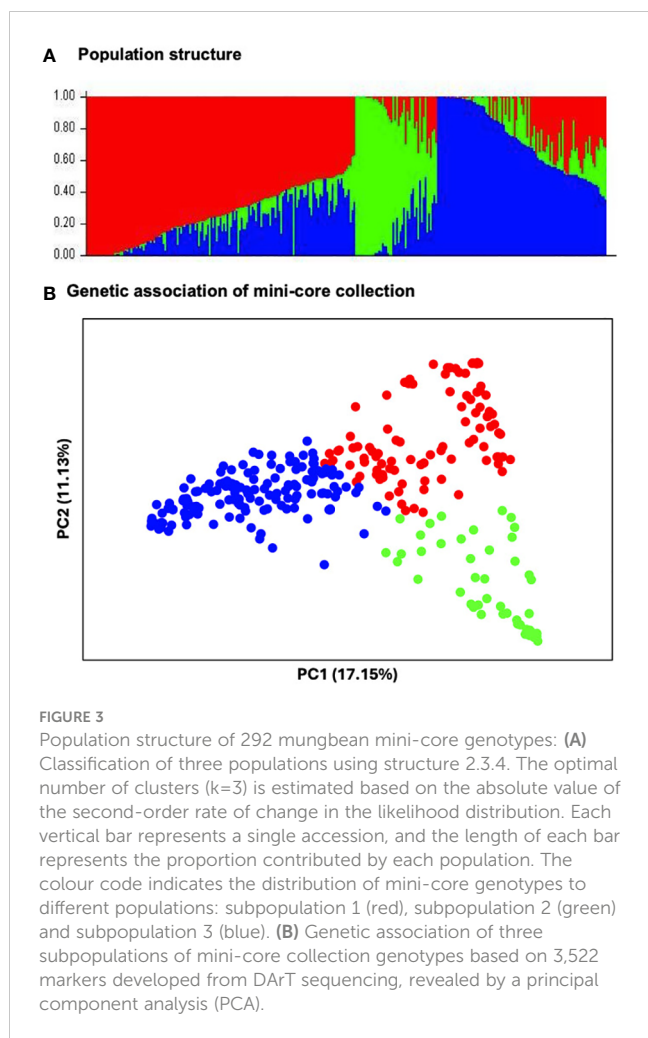 A Population structure
1.00
0.80
0.60
0.40
0.20
0.00
B Genetic association of mini-core collection
PC2 (11.13%)
PC1 (17.15%)
FIGURE 3
Population structure of 292 mungbean mini-core genotypes: (A)
Classification of three populations using structure 2.3.4. The optimal
number of clusters (k=3) is estimated based on the absolute value of
the second-order rate of change in the likelihood distribution. Each
vertical bar represents a single accession, and the length of each bar
represents the proportion contributed by each population. The
colour code indicates the distribution of mini-core genotypes to
different populations: subpopulation 1 (red), subpopulation 2 (green)
and subpopulation 3 (blue). (B) Genetic association of three
subpopulations of mini-core collection genotypes based on 3,522
markers developed from DArT sequencing, revealed by a principal
component analysis (PCA).